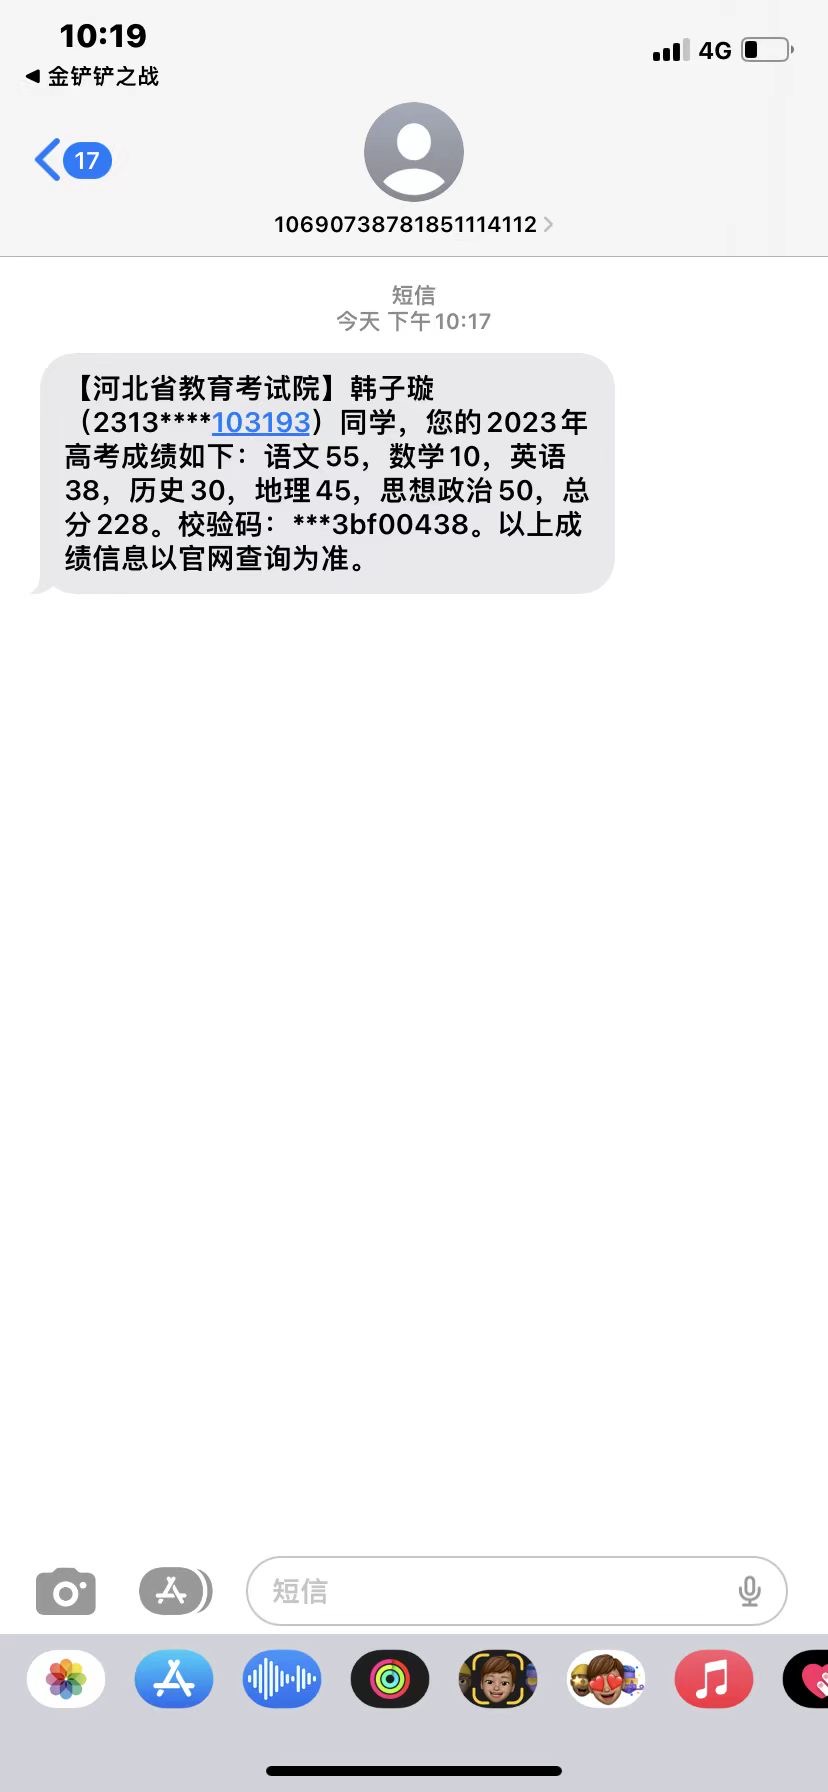 10:19
4G
◀ 金铲铲之战
17
10690738781851114112
短信
今天 下午10:17
【河北省教育考试院】韩子璇
（2313****103193）同学，您的2023年
高考成绩如下：语文55，数学10，英语
38，历史30，地理45，思想政治50，总
分228。校验码：***3bf00438。以上成
绩信息以官网查询为准。
短信